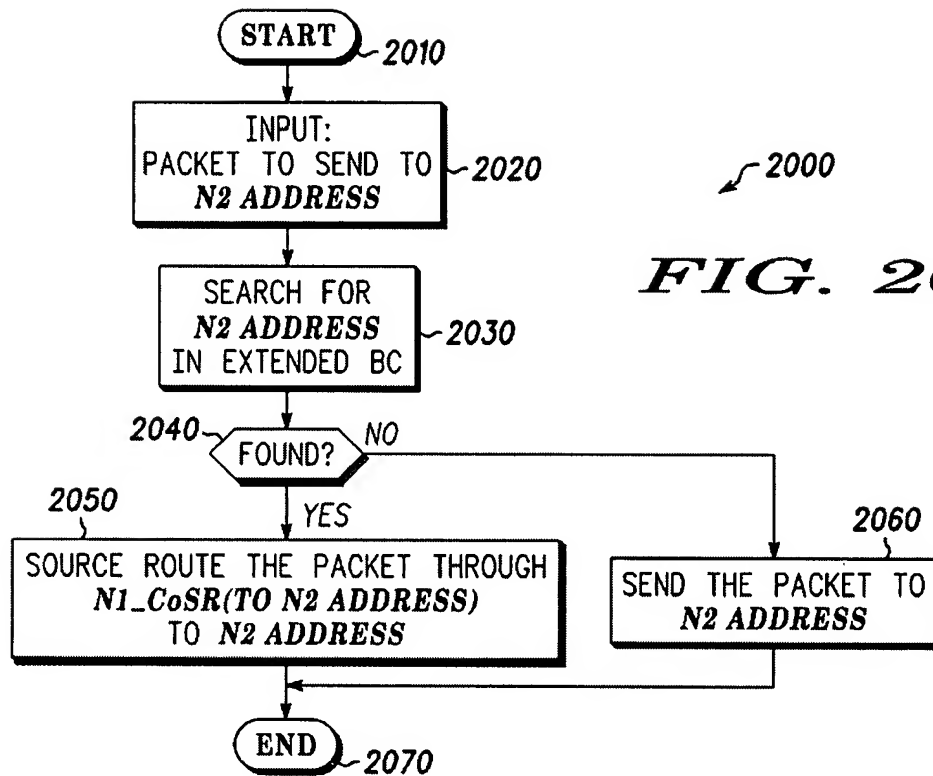 START
2010
INPUT:
PACKET TO SEND TO
N2 ADDRESS
2020
2000
SEARCH FOR
N2 ADDRESS
IN EXTENDED BC
2030
FIG. 2
2040
FOUND?
NO
YES
2050
SOURCE ROUTE THE PACKET THROUGH
N1_CoSR(TO N2 ADDRESS)
TO N2 ADDRESS
2060
SEND THE PACKET TO
N2 ADDRESS
END
2070